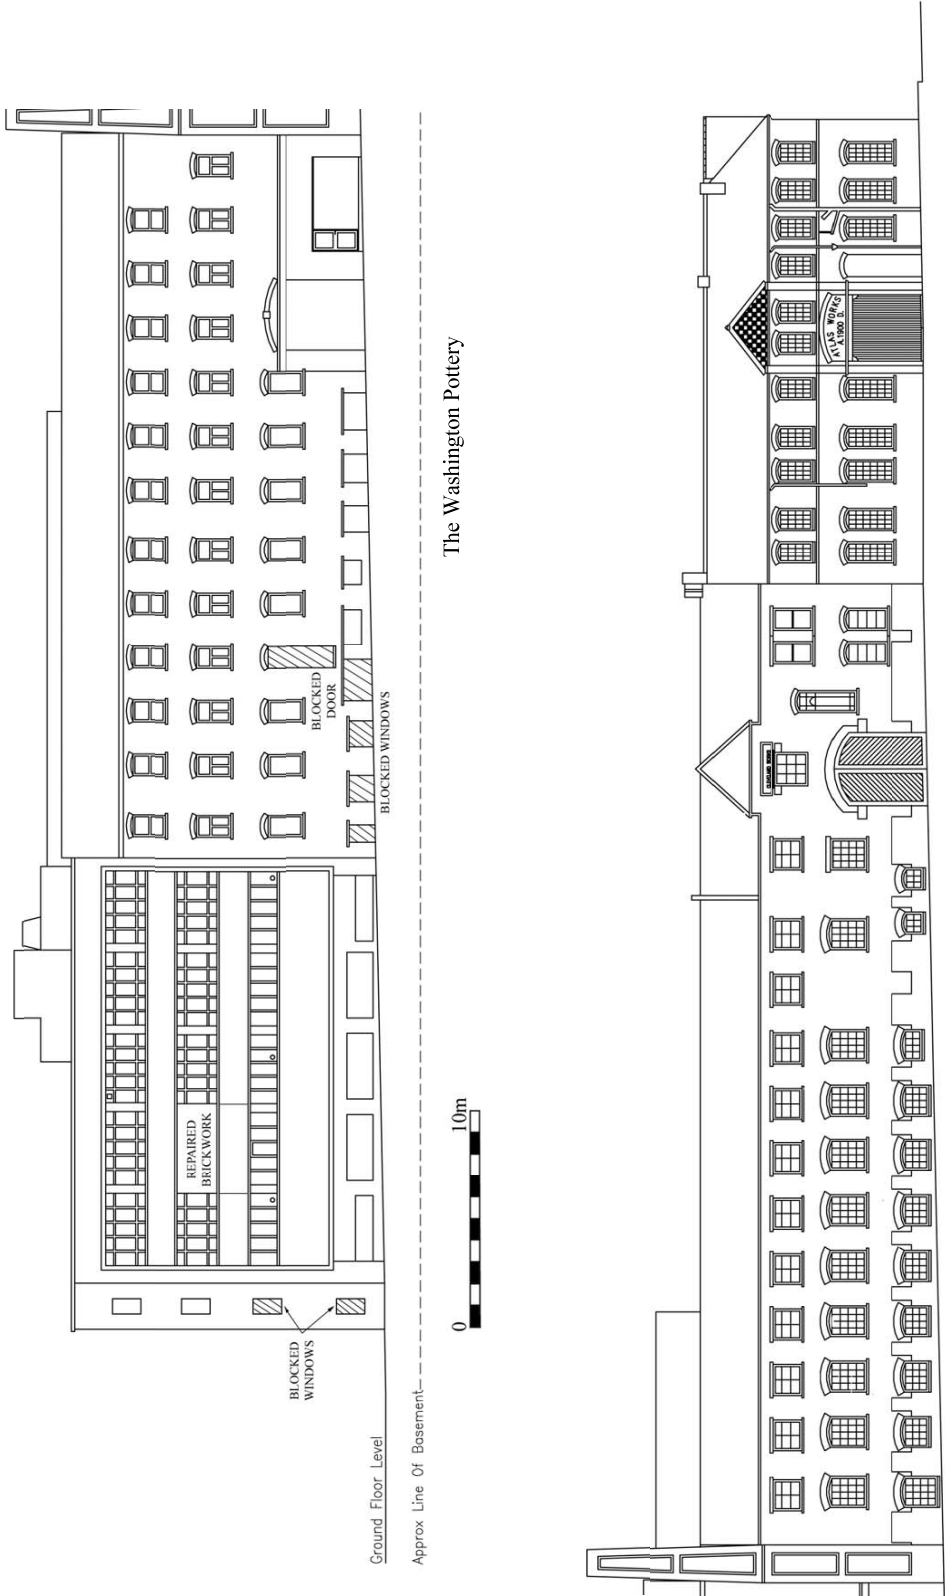 BLOCKED
WINDOWS
REPAIRED
BRICKWORK
BLOCKED
DOOR
BLOCKED WINDOWS
Ground Floor Level
Approx Line Of Basement
0
10m
The Washington Pottery
ATLAS WORKS